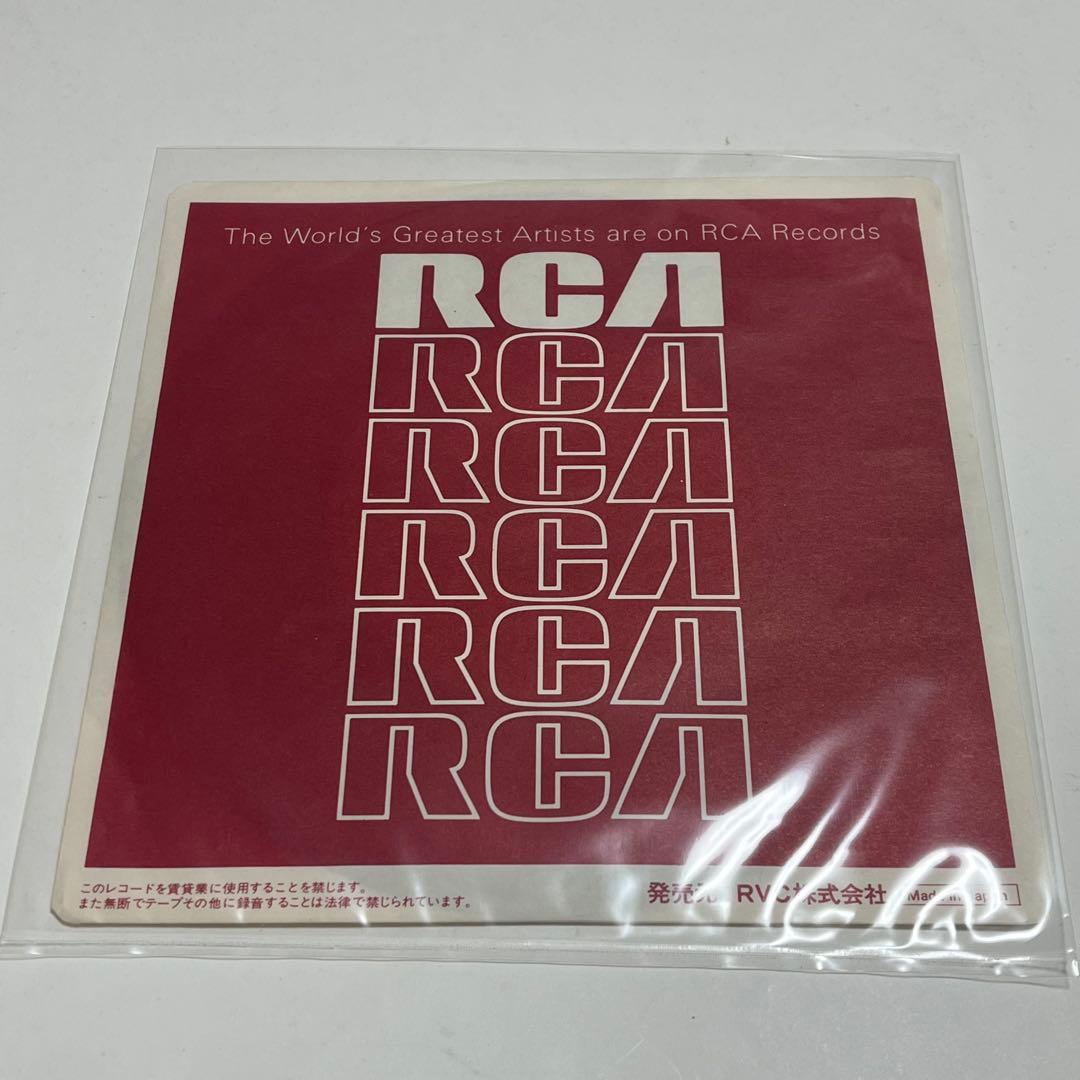 The World's Greatest Artists are on RCA Records
RCA
RCA
RCA
RCA
RCA
RCA
このレコードを賃貸業に使用することを禁じます。
また無断でテープその他に録音することは法律で禁じられています。
発売元 RVC株式会社 Made in Japan